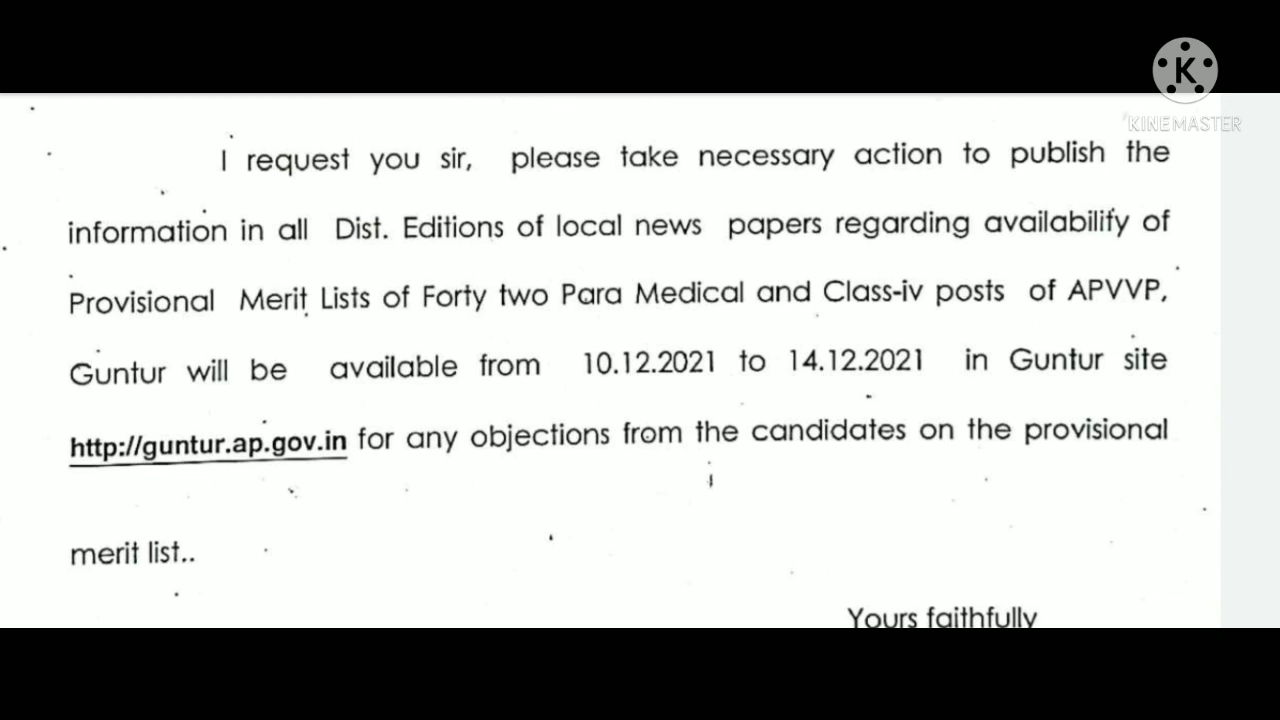 K
KINEMASTER
I request you sir, please take necessary action to publish the
information in all Dist. Editions of local news papers regarding availability of
Provisional Merit Lists of Forty two Para Medical and Class-iv posts of APVVP,
Guntur will be available from 10.12.2021 to 14.12.2021 in Guntur site
http://guntur.ap.gov.in for any objections from the candidates on the provisional
merit list..
Yours faithfully